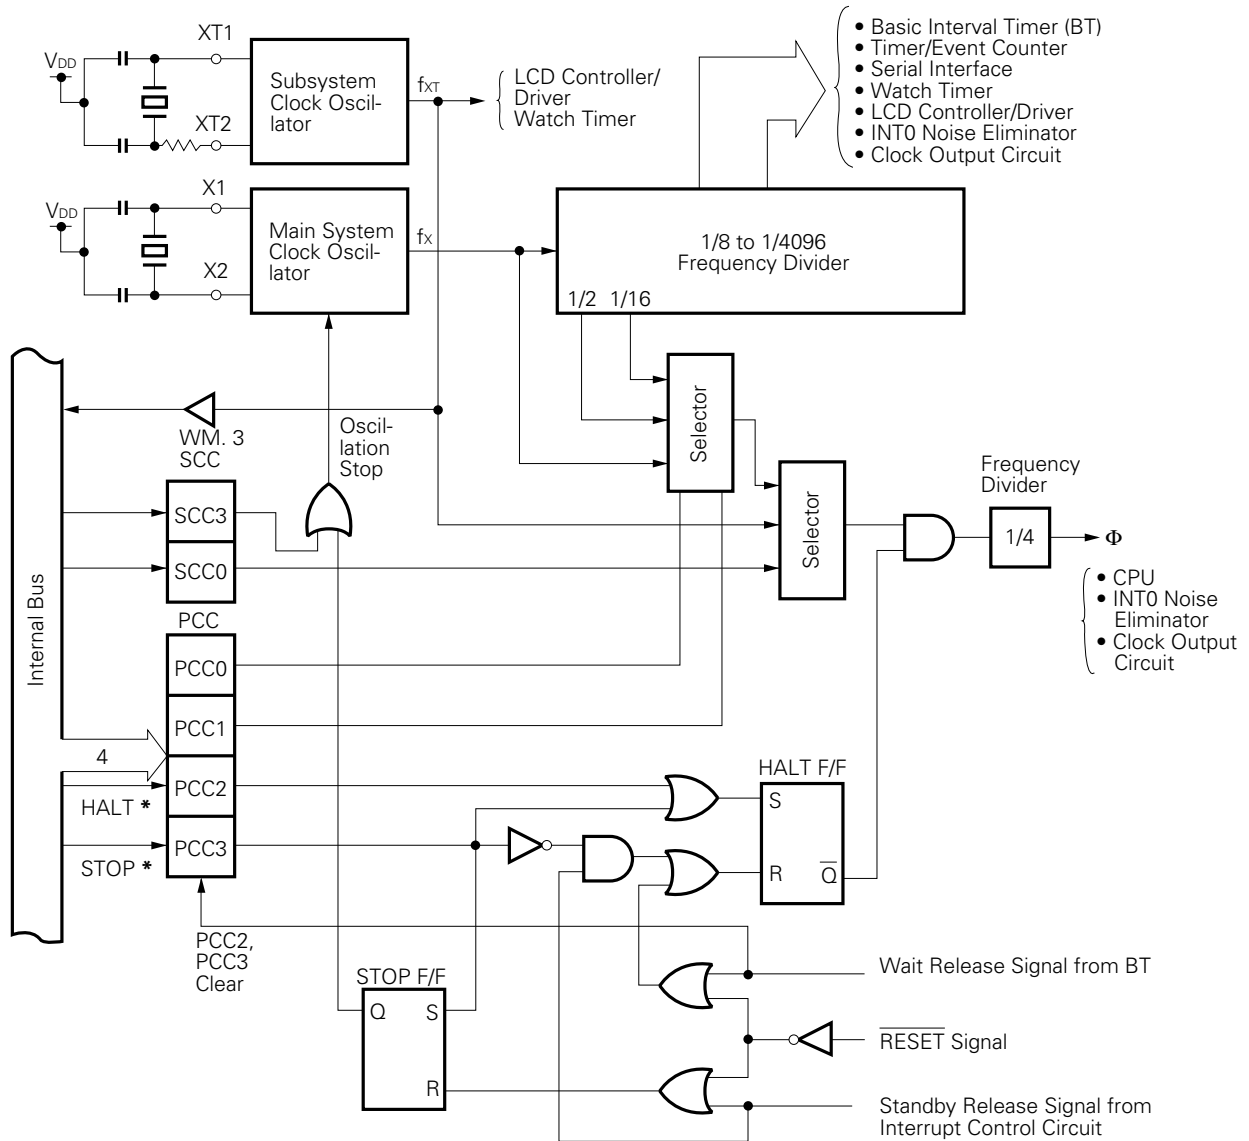 XT1
VDD
Subsystem
Clock Oscil-
lator
fXT
LCD Controller/
Driver
Watch Timer
XT2
• Basic Interval Timer (BT)
• Timer/Event Counter
• Serial Interface
• Watch Timer
• LCD Controller/Driver
• INT0 Noise Eliminator
• Clock Output Circuit
X1
VDD
Main System
Clock Oscil-
lator
fX
X2
1/8 to 1/4096
Frequency Divider
1/2 1/16
Oscil-
lation
Stop
WM. 3
SCC
Selector
Selector
SCC3
SCC0
Frequency
Divider
1/4
Φ
• CPU
• INT0 Noise
Eliminator
• Clock Output
Circuit
Internal Bus
PCC
PCC0
PCC1
4
PCC2
HALT *
PCC3
STOP *
HALT F/F
S
R
Q̅
PCC2,
PCC3
Clear
STOP F/F
Q
S
R
Wait Release Signal from BT
R̅E̅S̅E̅T̅ Signal
Standby Release Signal from
Interrupt Control Circuit